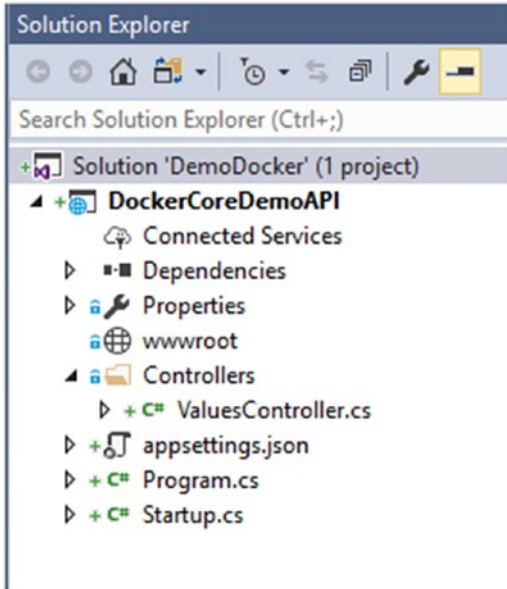 Solution Explorer
Search Solution Explorer (Ctrl+;)
Solution 'DemoDocker' (1 project)
DockerCoreDemoAPI
Connected Services
Dependencies
Properties
wwwroot
Controllers
C# ValuesController.cs
appsettings.json
C# Program.cs
C# Startup.cs